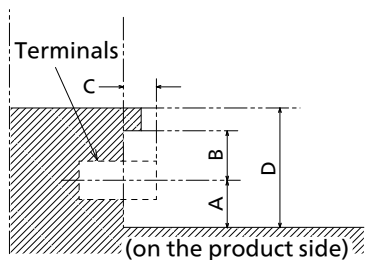 Terminals
C
B
D
A
(on the product side)